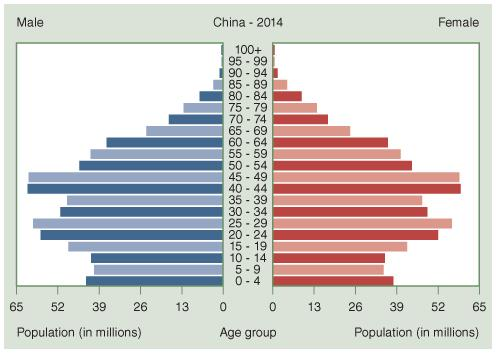 Male China - 2014 Female
100+
95 - 99
90 - 94
85 - 89
80 - 84
75 - 79
70 - 74
65 - 69
60 - 64
55 - 59
50 - 54
45 - 49
40 - 44
35 - 39
30 - 34
25 - 29
20 - 24
15 - 19
10 - 14
5 - 9
0 - 4
65 52 39 26 13 0 0 13 26 39 52 65
Population (in millions) Age group Population (in millions)